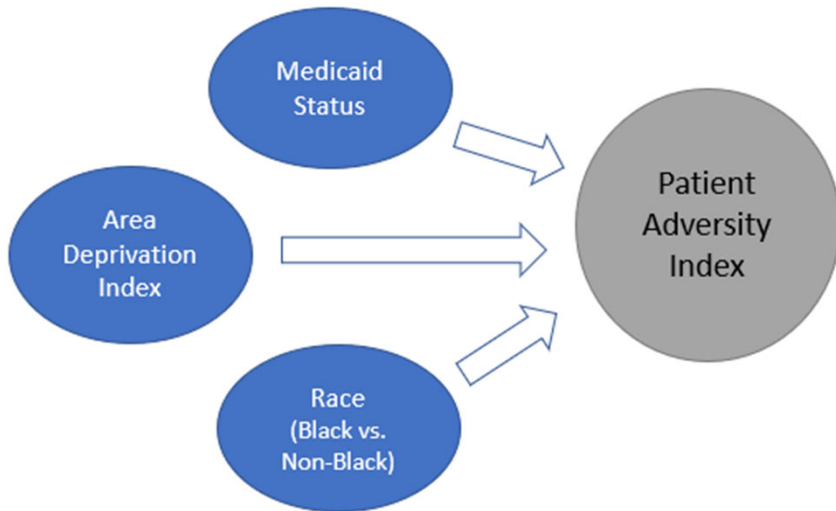 Medicaid
Status
Area
Deprivation
Index
Race
(Black vs.
Non-Black)
Patient
Adversity
Index